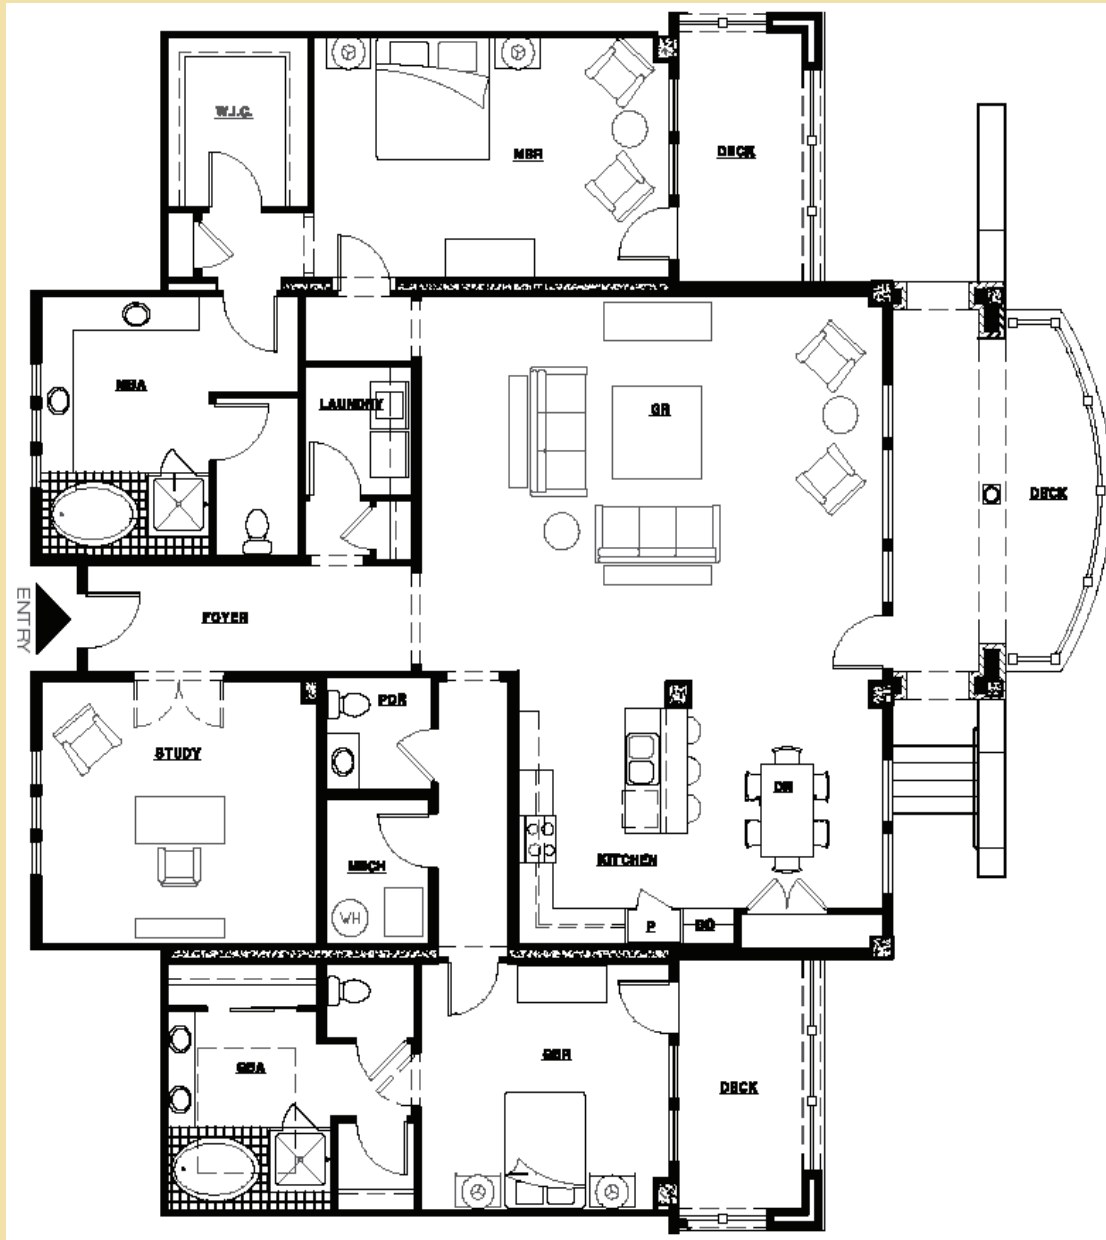 W.I.C.
MBR
DECK
MBA
LAUNDRY
GR
DECK
ENTRY
FOYER
PDR
STUDY
DR
KITCHEN
MECH
WH
P
GBR
GBA
DECK